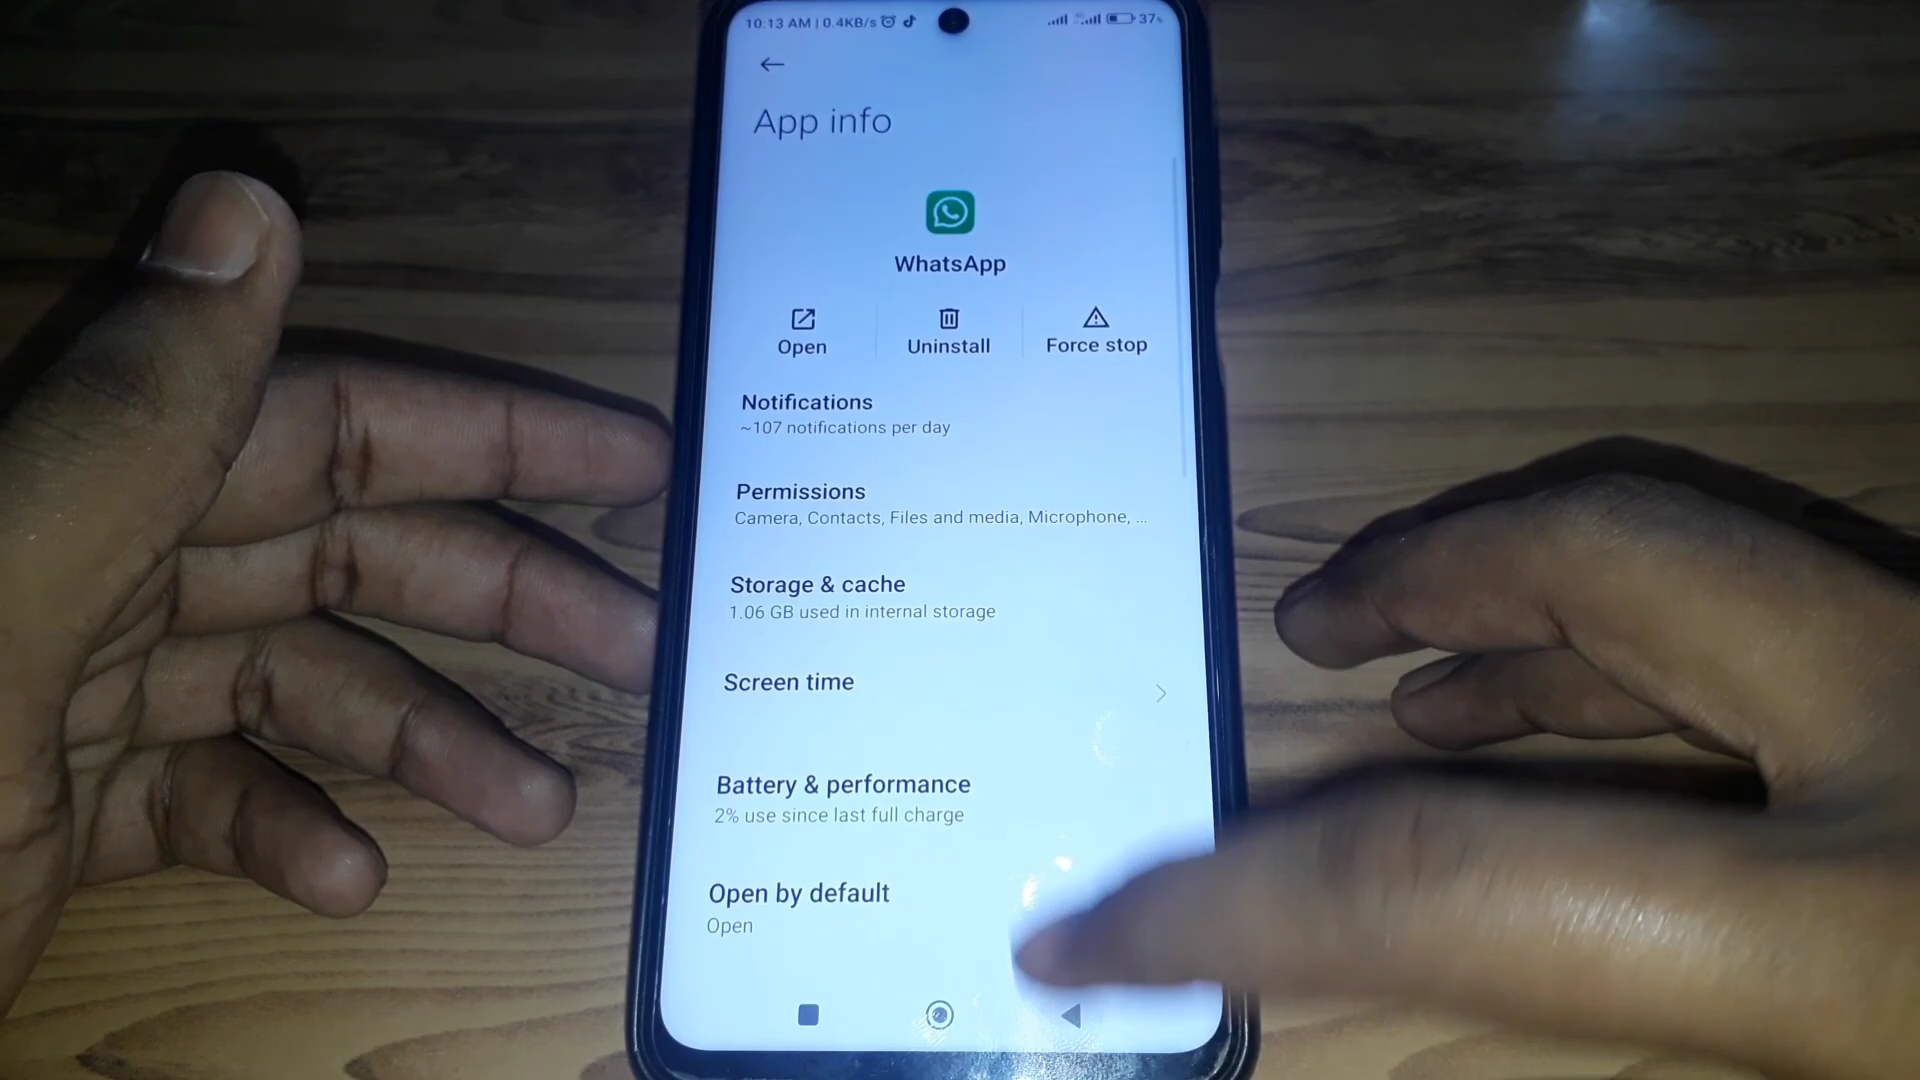 10:13 AM | 0.4KB/s
37%
App info
WhatsApp
Open
Uninstall
Force stop
Notifications
~107 notifications per day
Permissions
Camera, Contacts, Files and media, Microphone, ...
Storage & cache
1.06 GB used in internal storage
Screen time
Battery & performance
2% use since last full charge
Open by default
Open